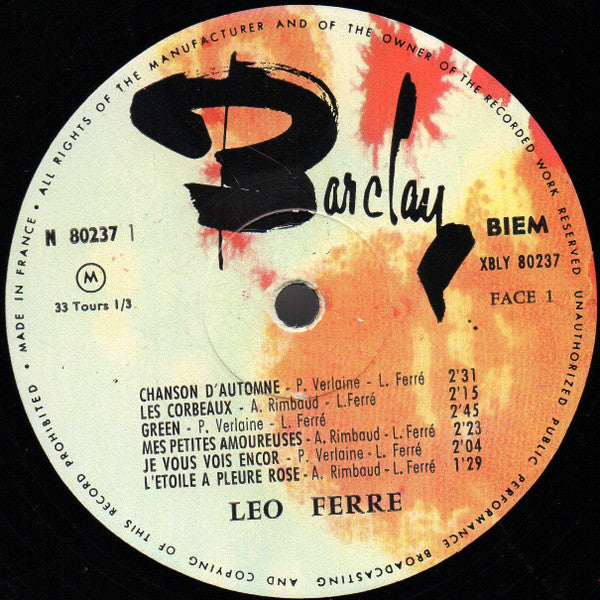 • MADE IN FRANCE • ALL RIGHTS OF THE MANUFACTURER AND OF THE OWNER OF THE RECORDED WORK RESERVED UNAUTHORIZED PUBLIC PERFORMANCE BROADCASTING AND COPYING OF THIS RECORD PROHIBITED
Barclay
N 80237 1
BIEM
XBLY 80237
M
33 Tours 1/3
FACE 1
CHANSON D'AUTOMNE - P. Verlaine - L. Ferré 2'31
LES CORBEAUX - A. Rimbaud - L.Ferré 2'15
GREEN - P. Verlaine - L. Ferré 2'45
MES PETITES AMOUREUSES - A. Rimbaud - L. Ferré 2'23
JE VOUS VOIS ENCOR - P. Verlaine - L. Ferré 2'04
L'ETOILE A PLEURE ROSE - A. Rimbaud - L. Ferré 1'29
LEO FERRE